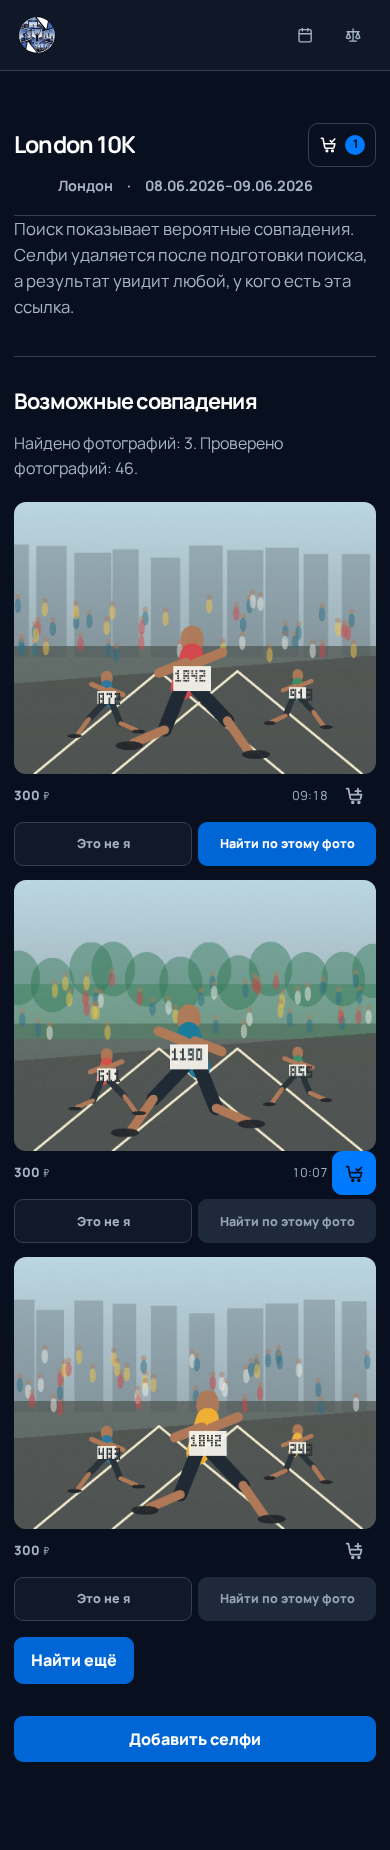 London 10K
1
Лондон · 08.06.2026–09.06.2026
Поиск показывает вероятные совпадения.
Селфи удаляется после подготовки поиска,
а результат увидит любой, у кого есть эта
ссылка.
Возможные совпадения
Найдено фотографий: 3. Проверено
фотографий: 46.
1842
913
300 ₽ 09:18
Это не я Найти по этому фото
1190
611
300 ₽ 10:07
Это не я Найти по этому фото
1842
483
300 ₽
Это не я Найти по этому фото
Найти ещё
Добавить селфи